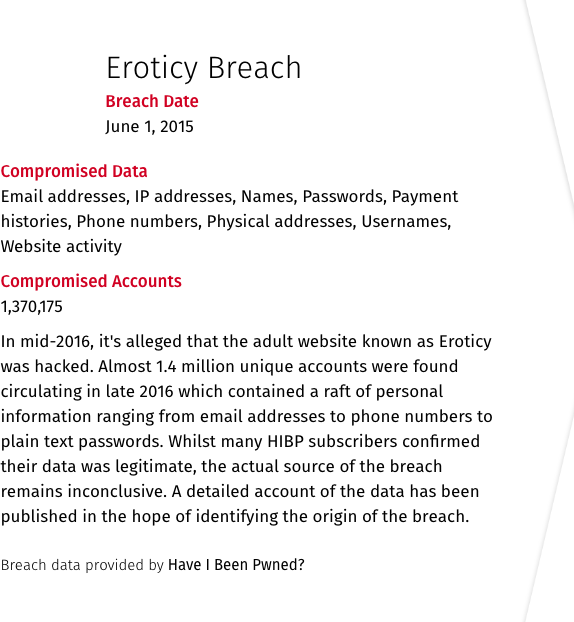 Eroticy Breach
Breach Date
June 1, 2015
Compromised Data
Email addresses, IP addresses, Names, Passwords, Payment
histories, Phone numbers, Physical addresses, Usernames,
Website activity
Compromised Accounts
1,370,175
In mid-2016, it's alleged that the adult website known as Eroticy
was hacked. Almost 1.4 million unique accounts were found
circulating in late 2016 which contained a raft of personal
information ranging from email addresses to phone numbers to
plain text passwords. Whilst many HIBP subscribers confirmed
their data was legitimate, the actual source of the breach
remains inconclusive. A detailed account of the data has been
published in the hope of identifying the origin of the breach.
Breach data provided by Have I Been Pwned?